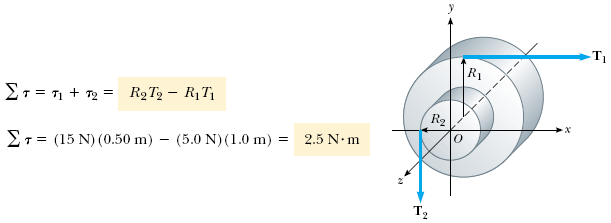 ∑ τ = τ₁ + τ₂ = R₂T₂ − R₁T₁
∑ τ = (15 N)(0.50 m) − (5.0 N)(1.0 m) = 2.5 N·m
y
T₁
R₁
R₂
O
x
z
T₂